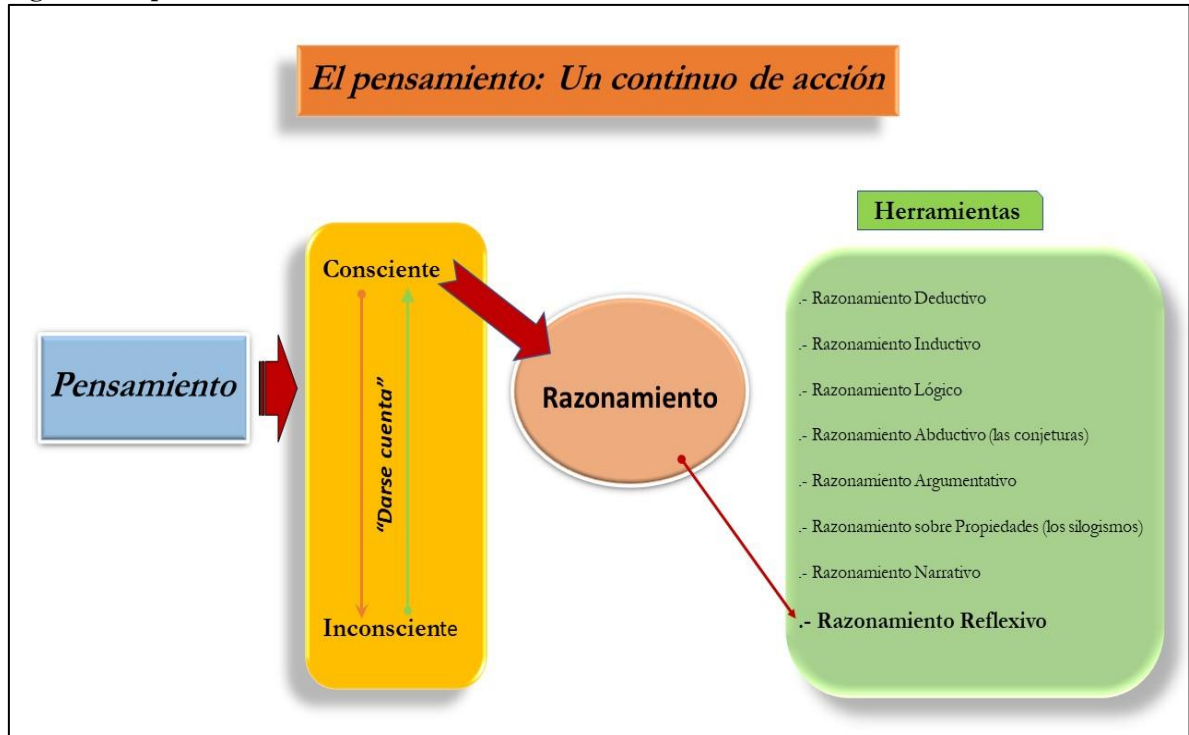 El pensamiento: Un continuo de acción
Herramientas
Pensamiento
Consciente
"Darse cuenta"
Inconsciente
Razonamiento
.- Razonamiento Deductivo
.- Razonamiento Inductivo
.- Razonamiento Lógico
.- Razonamiento Abductivo (las conjeturas)
.- Razonamiento Argumentativo
.- Razonamiento sobre Propiedades (los silogismos)
.- Razonamiento Narrativo
.- Razonamiento Reflexivo